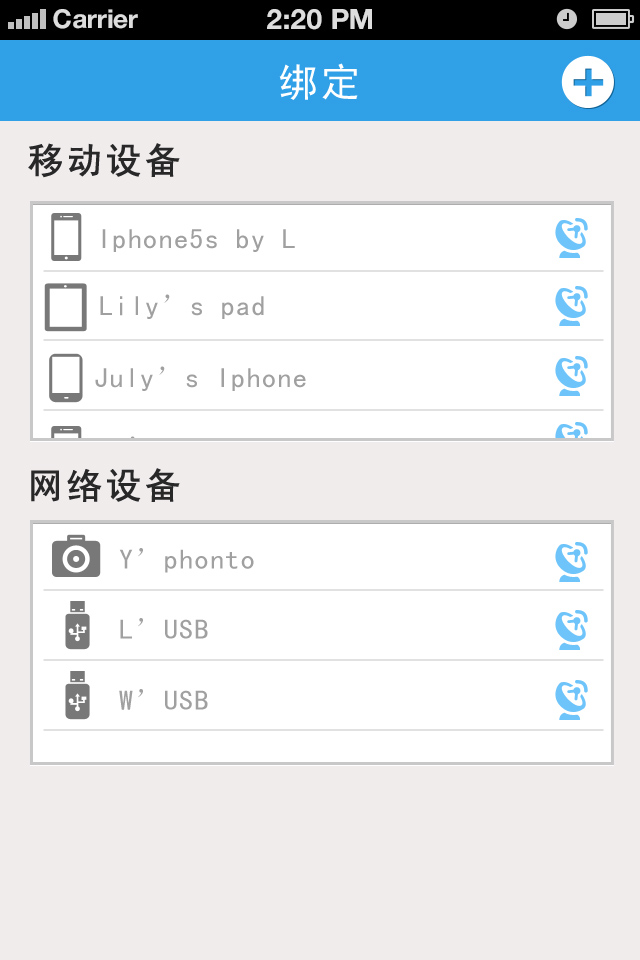 Carrier 2:20 PM
绑定
移动设备
Iphone5s by L
Lily’s pad
July’s Iphone
网络设备
Y’phonto
L’USB
W’USB